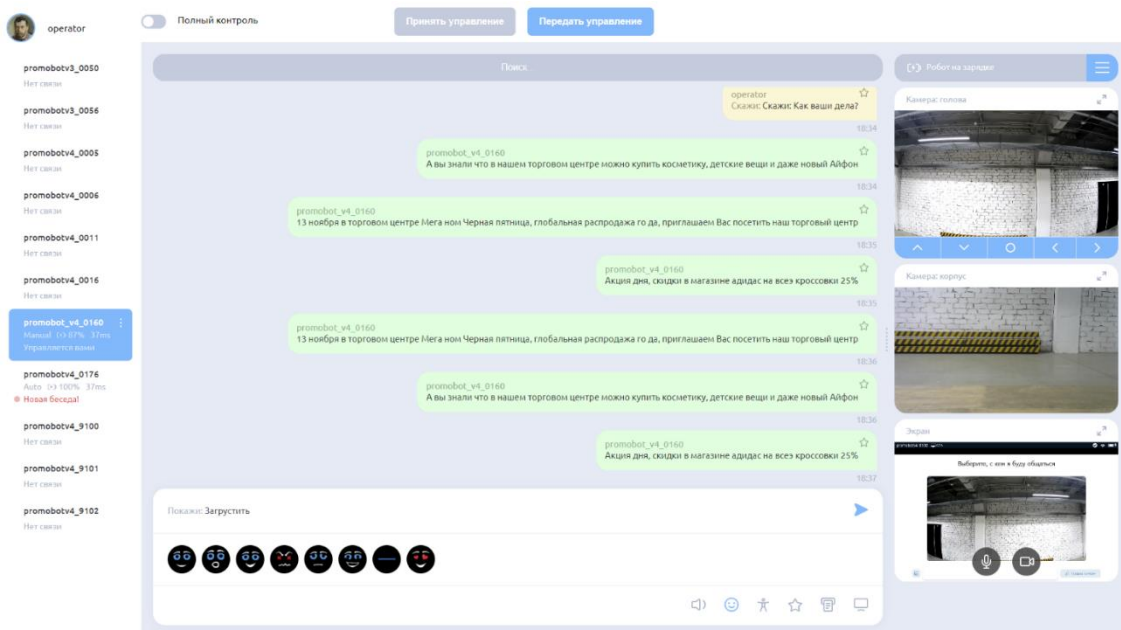 operator
Полный контроль
Принять управление
Передать управление
promobotv3_0050
Нет связи
promobotv3_0056
Нет связи
promobotv4_0005
Нет связи
promobotv4_0006
Нет связи
promobotv4_0011
Нет связи
promobotv4_0016
Нет связи
promobot_v4_0160
Manual 87% 37ms
Управляется вами
promobotv4_0176
Auto 100% 37ms
Новая беседа!
promobotv4_9100
Нет связи
promobotv4_9101
Нет связи
promobotv4_9102
Нет связи
Поиск
operator
Скажи: Скажи: Как ваши дела?
18:34
promobot_v4_0160
А вы знали что в нашем торговом центре можно купить косметику, детские вещи и даже новый Айфон
18:34
promobot_v4_0160
13 ноября в торговом центре Мега ном Черная пятница, глобальная распродажа го да, приглашаем Вас посетить наш торговый центр
18:35
promobot_v4_0160
Акция дня, скидки в магазине адидас на всеэ кроссовки 25%
18:35
promobot_v4_0160
13 ноября в торговом центре Мега ном Черная пятница, глобальная распродажа го да, приглашаем Вас посетить наш торговый центр
18:36
promobot_v4_0160
А вы знали что в нашем торговом центре можно купить косметику, детские вещи и даже новый Айфон
18:36
promobot_v4_0160
Акция дня, скидки в магазине адидас на всеэ кроссовки 25%
18:37
Покажи: Загрустить
Робот на зарядке
Камера: голова
Камера: корпус
Экран
Выберите, с кем я буду общаться